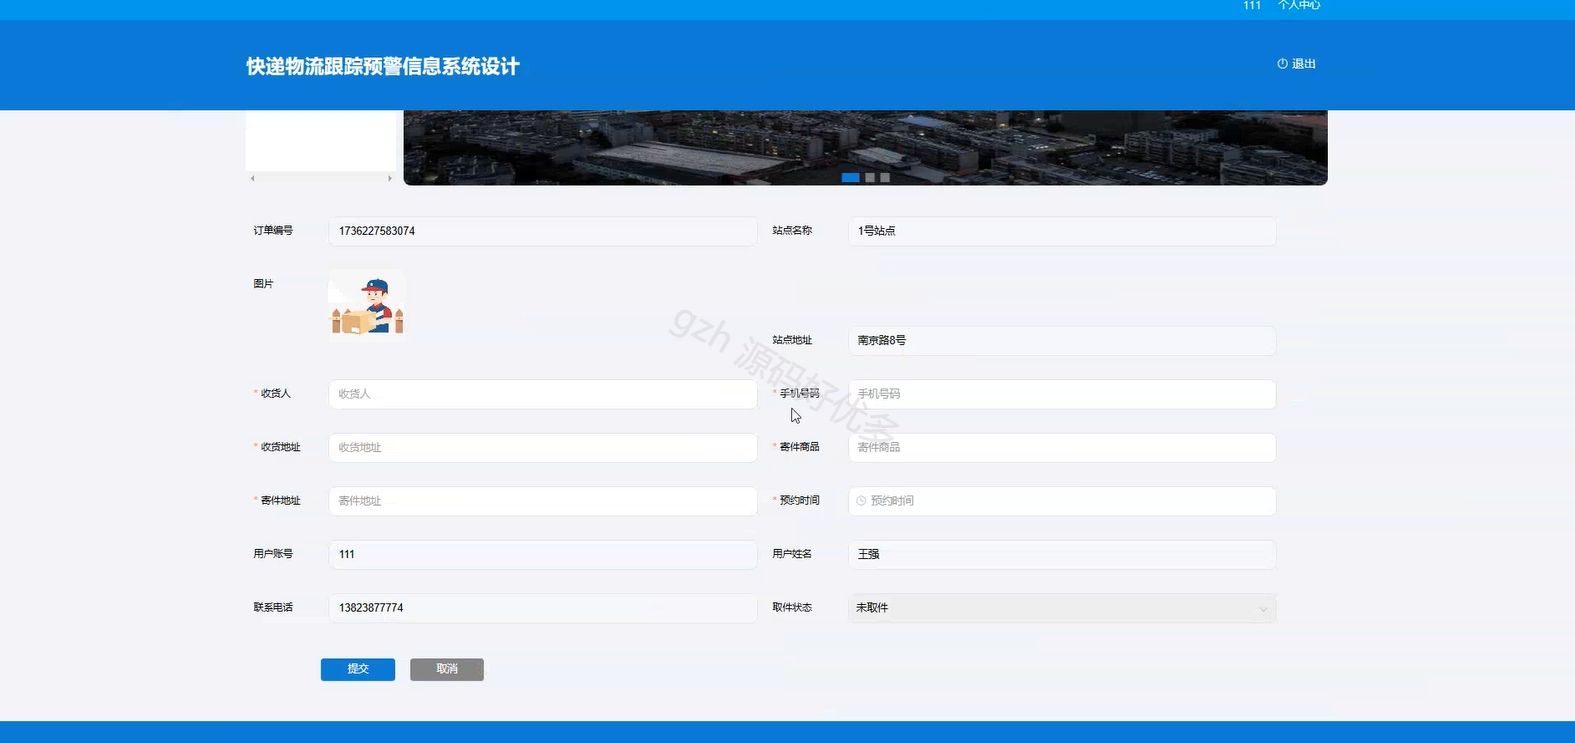 111 个人中心
快递物流跟踪预警信息系统设计
退出
订单编号 1736227583074 站点名称 1号站点
图片
站点地址 南京路8号
* 收货人 收货人 * 手机号码 手机号码
* 收货地址 收货地址 * 寄件商品 寄件商品
* 寄件地址 寄件地址 * 预约时间 预约时间
用户账号 111 用户姓名 王强
联系电话 13823877774 取件状态 未取件
提交 取消
gzh 源码好优多